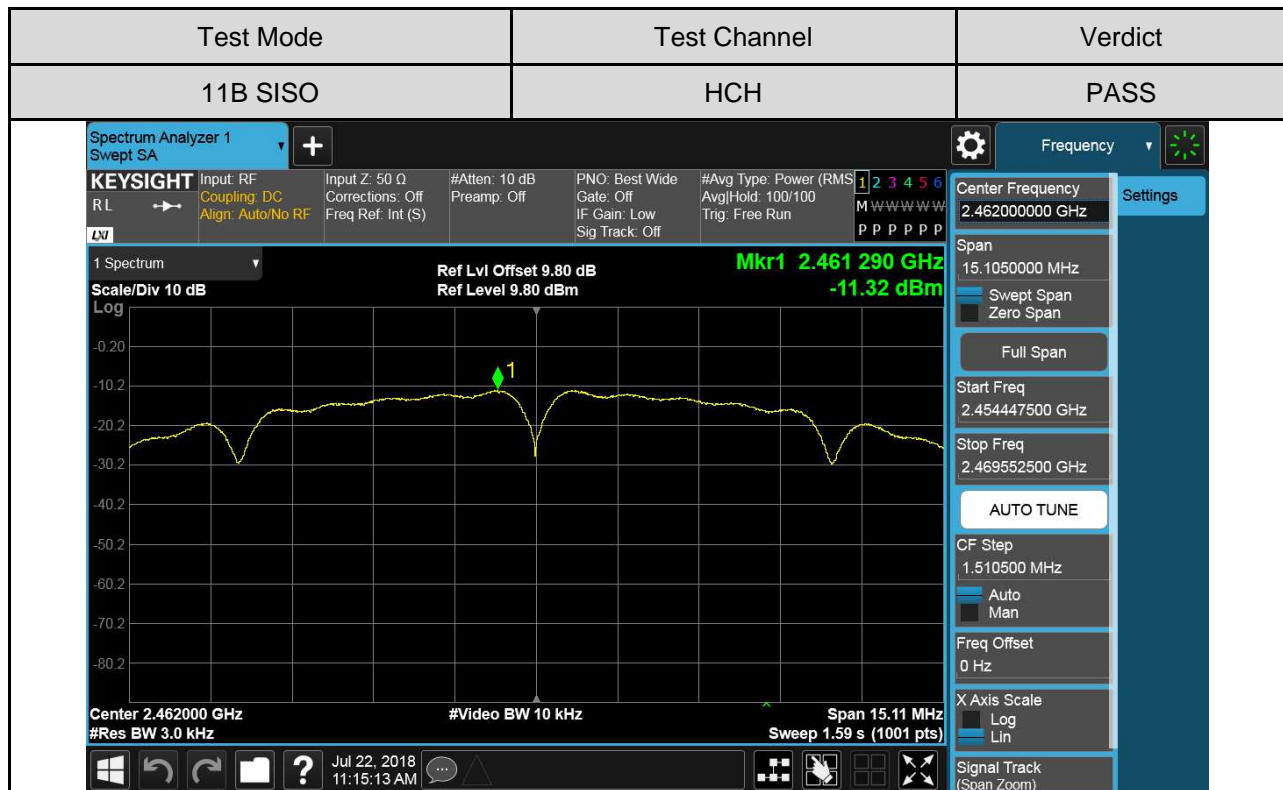 Test Mode Test Channel Verdict
11B SISO HCH PASS
Spectrum Analyzer 1
Swept SA
+
Frequency
KEYSIGHT
R L
LXI
Input: RF
Coupling: DC
Align: Auto/No RF
Input Z: 50 Ω
Corrections: Off
Freq Ref: Int (S)
#Atten: 10 dB
Preamp: Off
PNO: Best Wide
Gate: Off
IF Gain: Low
Sig Track: Off
#Avg Type: Power (RMS
Avg|Hold: 100/100
Trig: Free Run
1 2 3 4 5 6
M W W W W W
P P P P P P
1 Spectrum
Scale/Div 10 dB
Ref Lvl Offset 9.80 dB
Ref Level 9.80 dBm
Mkr1 2.461 290 GHz
-11.32 dBm
Log
-0.20
-10.2
-20.2
-30.2
-40.2
-50.2
-60.2
-70.2
-80.2
1
Center 2.462000 GHz
#Res BW 3.0 kHz
#Video BW 10 kHz
Span 15.11 MHz
Sweep 1.59 s (1001 pts)
Center Frequency
2.462000000 GHz
Settings
Span
15.1050000 MHz
Swept Span
Zero Span
Full Span
Start Freq
2.454447500 GHz
Stop Freq
2.469552500 GHz
AUTO TUNE
CF Step
1.510500 MHz
Auto
Man
Freq Offset
0 Hz
X Axis Scale
Log
Lin
Signal Track
(Span Zoom)
?
Jul 22, 2018
11:15:13 AM